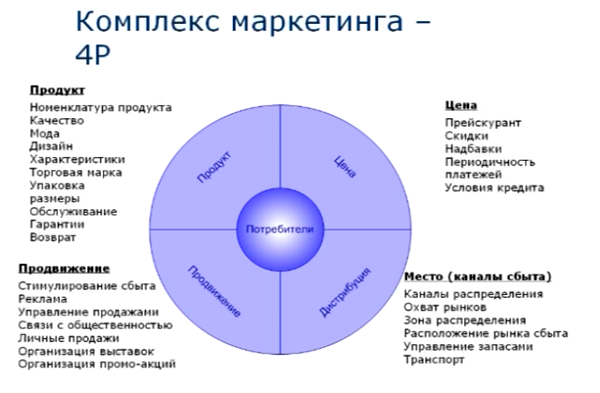 Комплекс маркетинга –
4P
Продукт
Номенклатура продукта
Качество
Мода
Дизайн
Характеристики
Торговая марка
Упаковка
размеры
Обслуживание
Гарантии
Возврат
Цена
Прейскурант
Скидки
Надбавки
Периодичность
платежей
Условия кредита
Продукт
Цена
Потребители
Продвижение
Дистрибуция
Продвижение
Стимулирование сбыта
Реклама
Управление продажами
Связи с общественностью
Личные продажи
Организация выставок
Организация промо-акций
Место (каналы сбыта)
Каналы распределения
Охват рынков
Зона распределения
Расположение рынка сбыта
Управление запасами
Транспорт